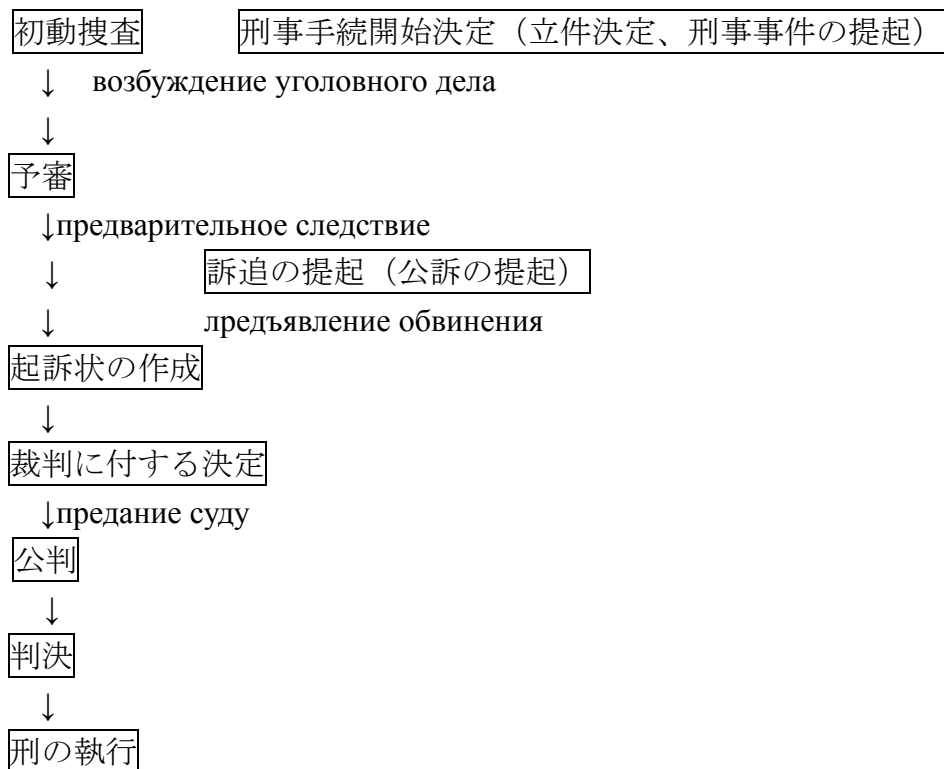 初動捜査　　　刑事手続開始決定（立件決定、刑事事件の提起）
↓　возбуждение уголовного дела
↓
予審
↓предварительное следствие
↓　　　　訴追の提起（公訴の提起）
↓　　　　лредъявление обвинения
起訴状の作成
↓
裁判に付する決定
↓предание суду
公判
↓
判決
↓
刑の執行